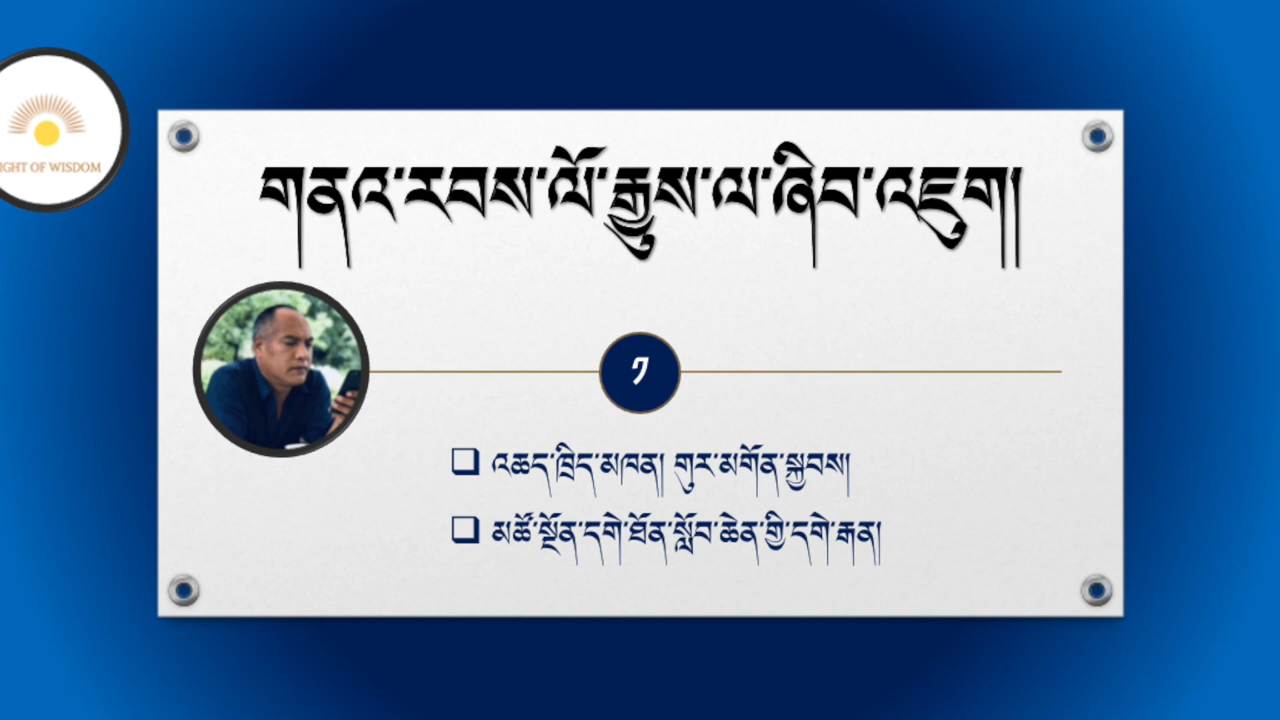 IGHT OF WISDOM
གནའ་རབས་ལོ་རྒྱུས་ལ་ཞིབ་འཇུག།
༡
འཆད་ཁྲིད་མཁན། གུར་མགོན་སྐྱབས།
མཚོ་སྔོན་དགེ་ཐོན་སློབ་ཆེན་གྱི་དགེ་རྒན།